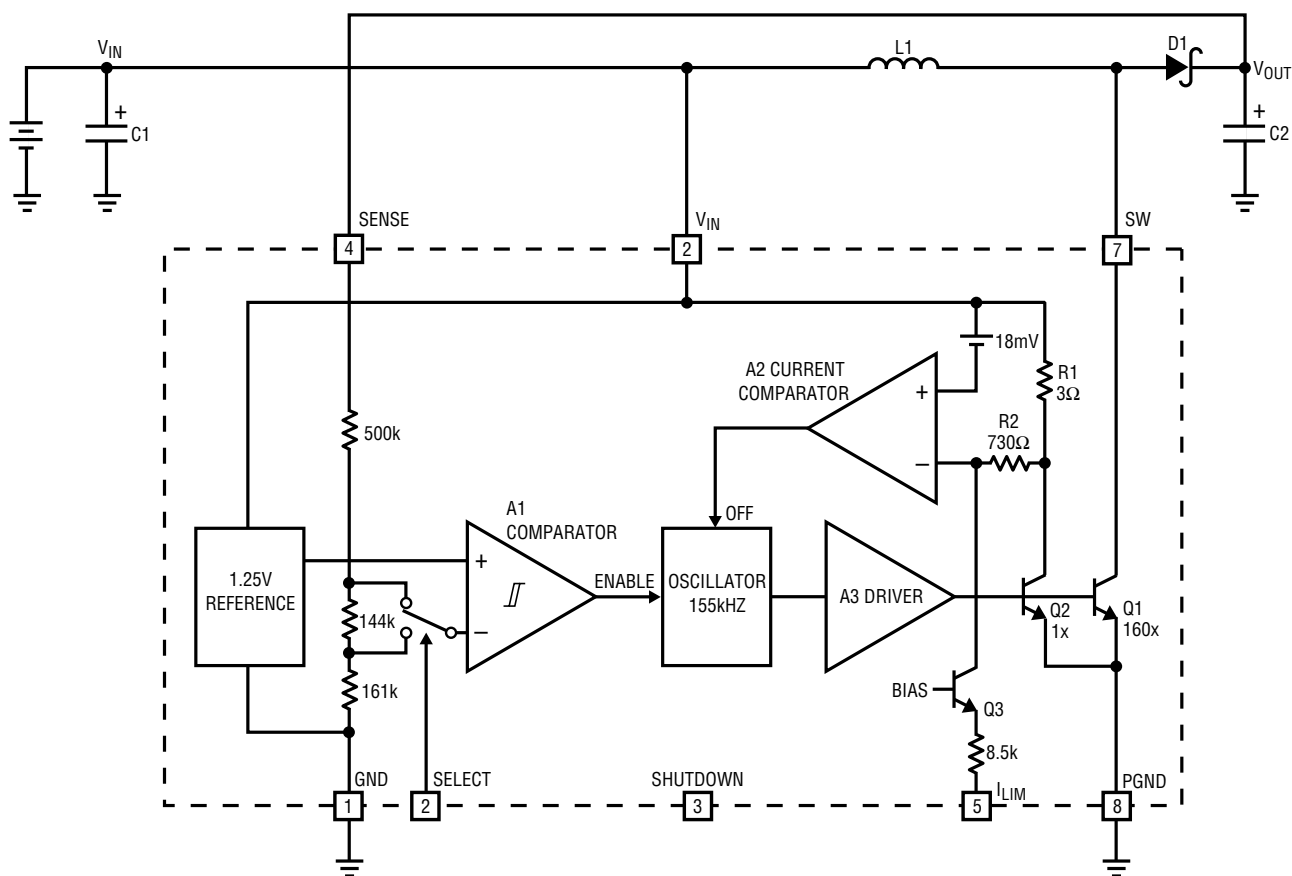 L1
D1
VIN
VOUT
+
C1
+
C2
SENSE
VIN
SW
4
2
7
18mV
A2 CURRENT
COMPARATOR
R1
3Ω
+
R2
730Ω
500k
–
A1
COMPARATOR
OFF
1.25V
REFERENCE
+
ENABLE
OSCILLATOR
155kHZ
A3 DRIVER
Q2
1x
Q1
160x
144k
–
161k
BIAS
Q3
8.5k
GND
SELECT
SHUTDOWN
ILIM
PGND
1
2
3
5
8